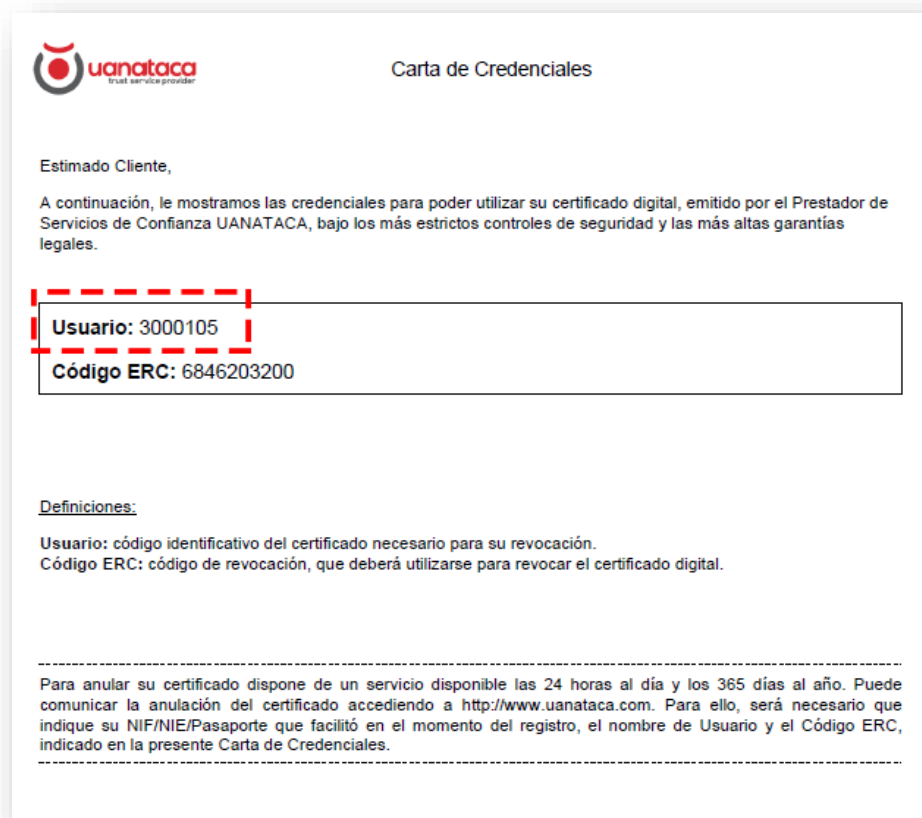 uanataca
trust service provider
Carta de Credenciales
Estimado Cliente,
A continuación, le mostramos las credenciales para poder utilizar su certificado digital, emitido por el Prestador de
Servicios de Confianza UANATACA, bajo los más estrictos controles de seguridad y las más altas garantías
legales.
Usuario: 3000105
Código ERC: 6846203200
Definiciones:
Usuario: código identificativo del certificado necesario para su revocación.
Código ERC: código de revocación, que deberá utilizarse para revocar el certificado digital.
Para anular su certificado dispone de un servicio disponible las 24 horas al día y los 365 días al año. Puede
comunicar la anulación del certificado accediendo a http://www.uanataca.com. Para ello, será necesario que
indique su NIF/NIE/Pasaporte que facilitó en el momento del registro, el nombre de Usuario y el Código ERC,
indicado en la presente Carta de Credenciales.